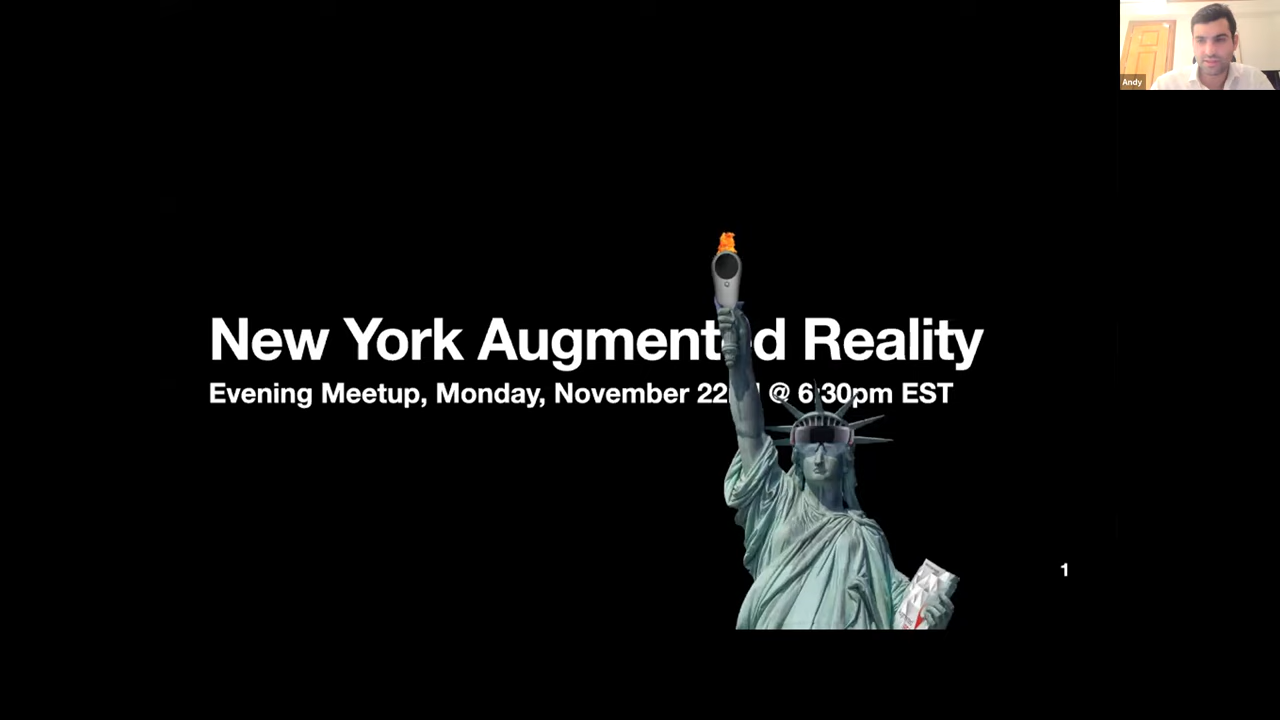 Andy
New York Augmented Reality
Evening Meetup, Monday, November 22 @ 6:30pm EST
1